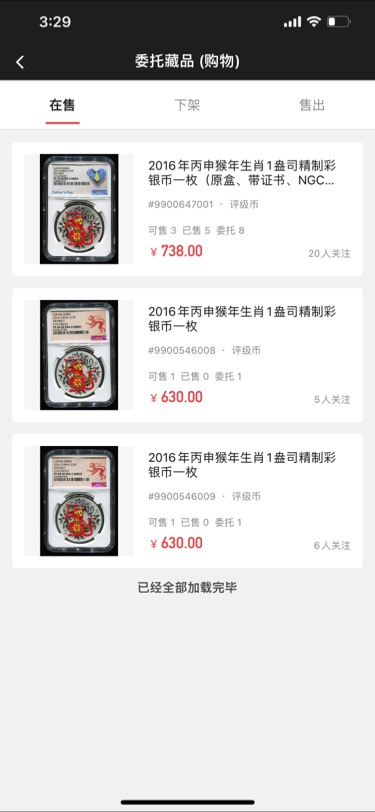 3:29
委托藏品 (购物)
在售
下架
售出
2016年丙申猴年生肖1盎司精制彩
银币一枚（原盒、带证书、NGC...
#9900647001 · 评级币
可售 3 已售 5 委托 8
¥ 738.00
20人关注
2016年丙申猴年生肖1盎司精制彩
银币一枚
#9900546008 · 评级币
可售 1 已售 0 委托 1
¥ 630.00
5人关注
2016年丙申猴年生肖1盎司精制彩
银币一枚
#9900546009 · 评级币
可售 1 已售 0 委托 1
¥ 630.00
6人关注
已经全部加载完毕